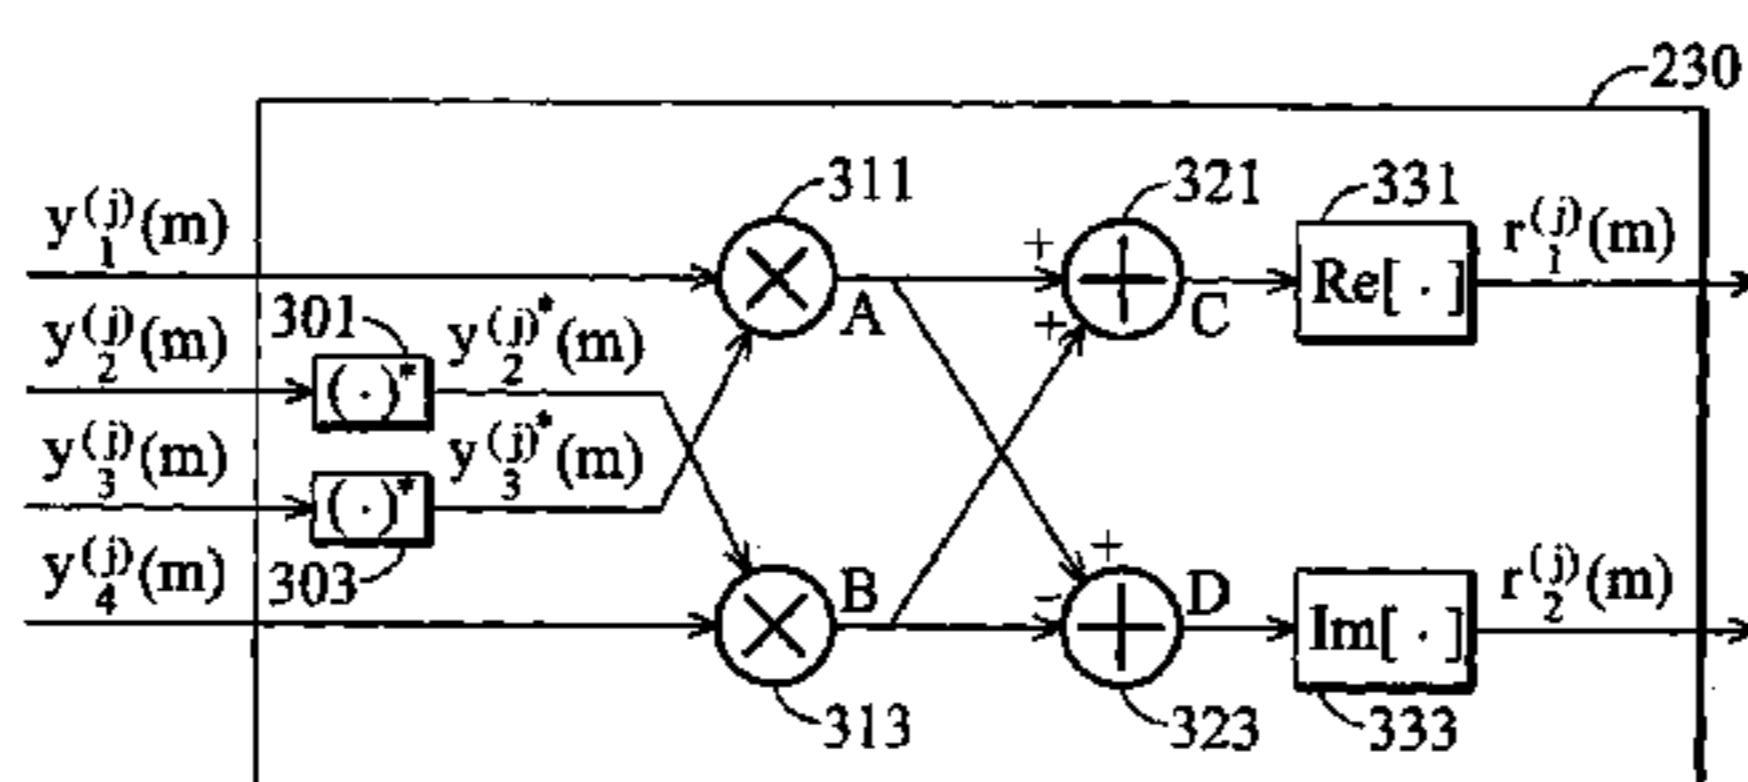 230
311
321
331
y₁⁽ʲ⁾(m)
+
A
+
C
Re[ · ]
r₁⁽ʲ⁾(m)
y₂⁽ʲ⁾(m)
301
(·)*
y₂⁽ʲ⁾*(m)
y₃⁽ʲ⁾(m)
(·)*
y₃⁽ʲ⁾*(m)
303
y₄⁽ʲ⁾(m)
B
+
-
D
Im[ · ]
r₂⁽ʲ⁾(m)
313
323
333